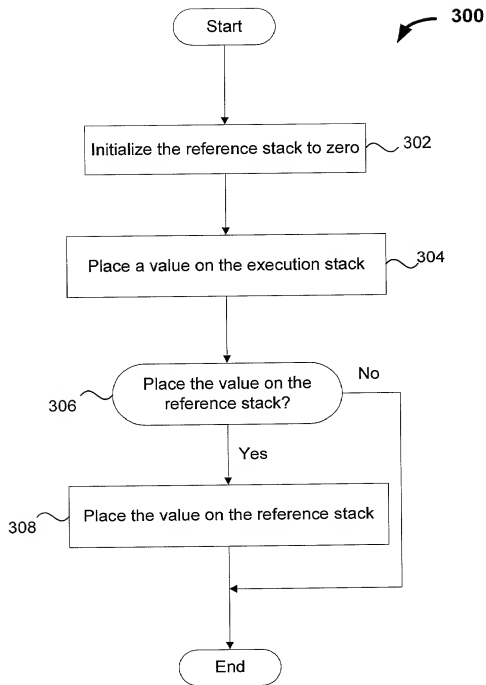 Start
300
Initialize the reference stack to zero
302
Place a value on the execution stack
304
Place the value on the
reference stack?
No
306
Yes
Place the value on the reference stack
308
End